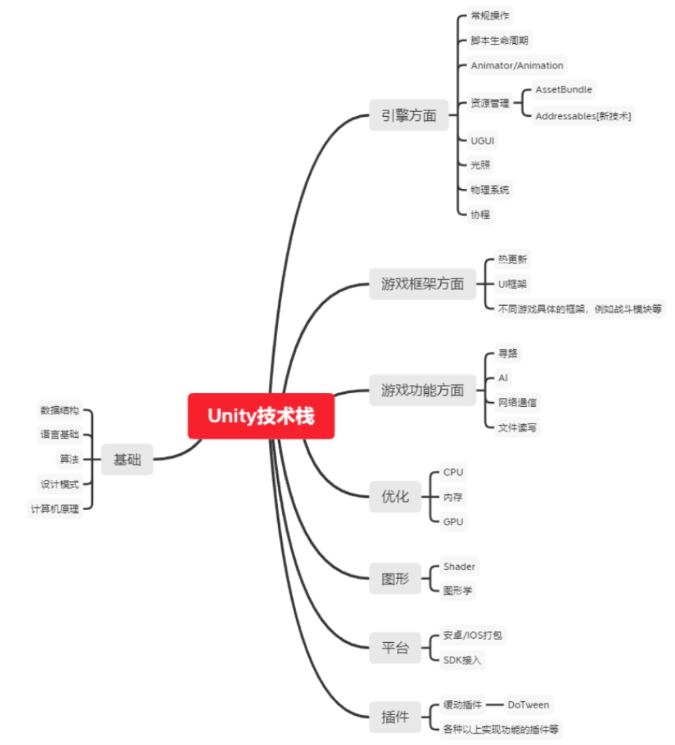 Unity技术栈
引擎方面
常规操作
脚本生命周期
Animator/Animation
资源管理
AssetBundle
Addressables[新技术]
UGUI
光照
物理系统
协程
游戏框架方面
热更新
UI框架
不同游戏具体的框架，例如战斗模块等
游戏功能方面
寻路
AI
网络通信
文件读写
优化
CPU
内存
GPU
图形
Shader
图形学
平台
安卓/IOS打包
SDK接入
插件
缓动插件
DoTween
各种以上实现功能的插件等
基础
数据结构
语言基础
算法
设计模式
计算机原理